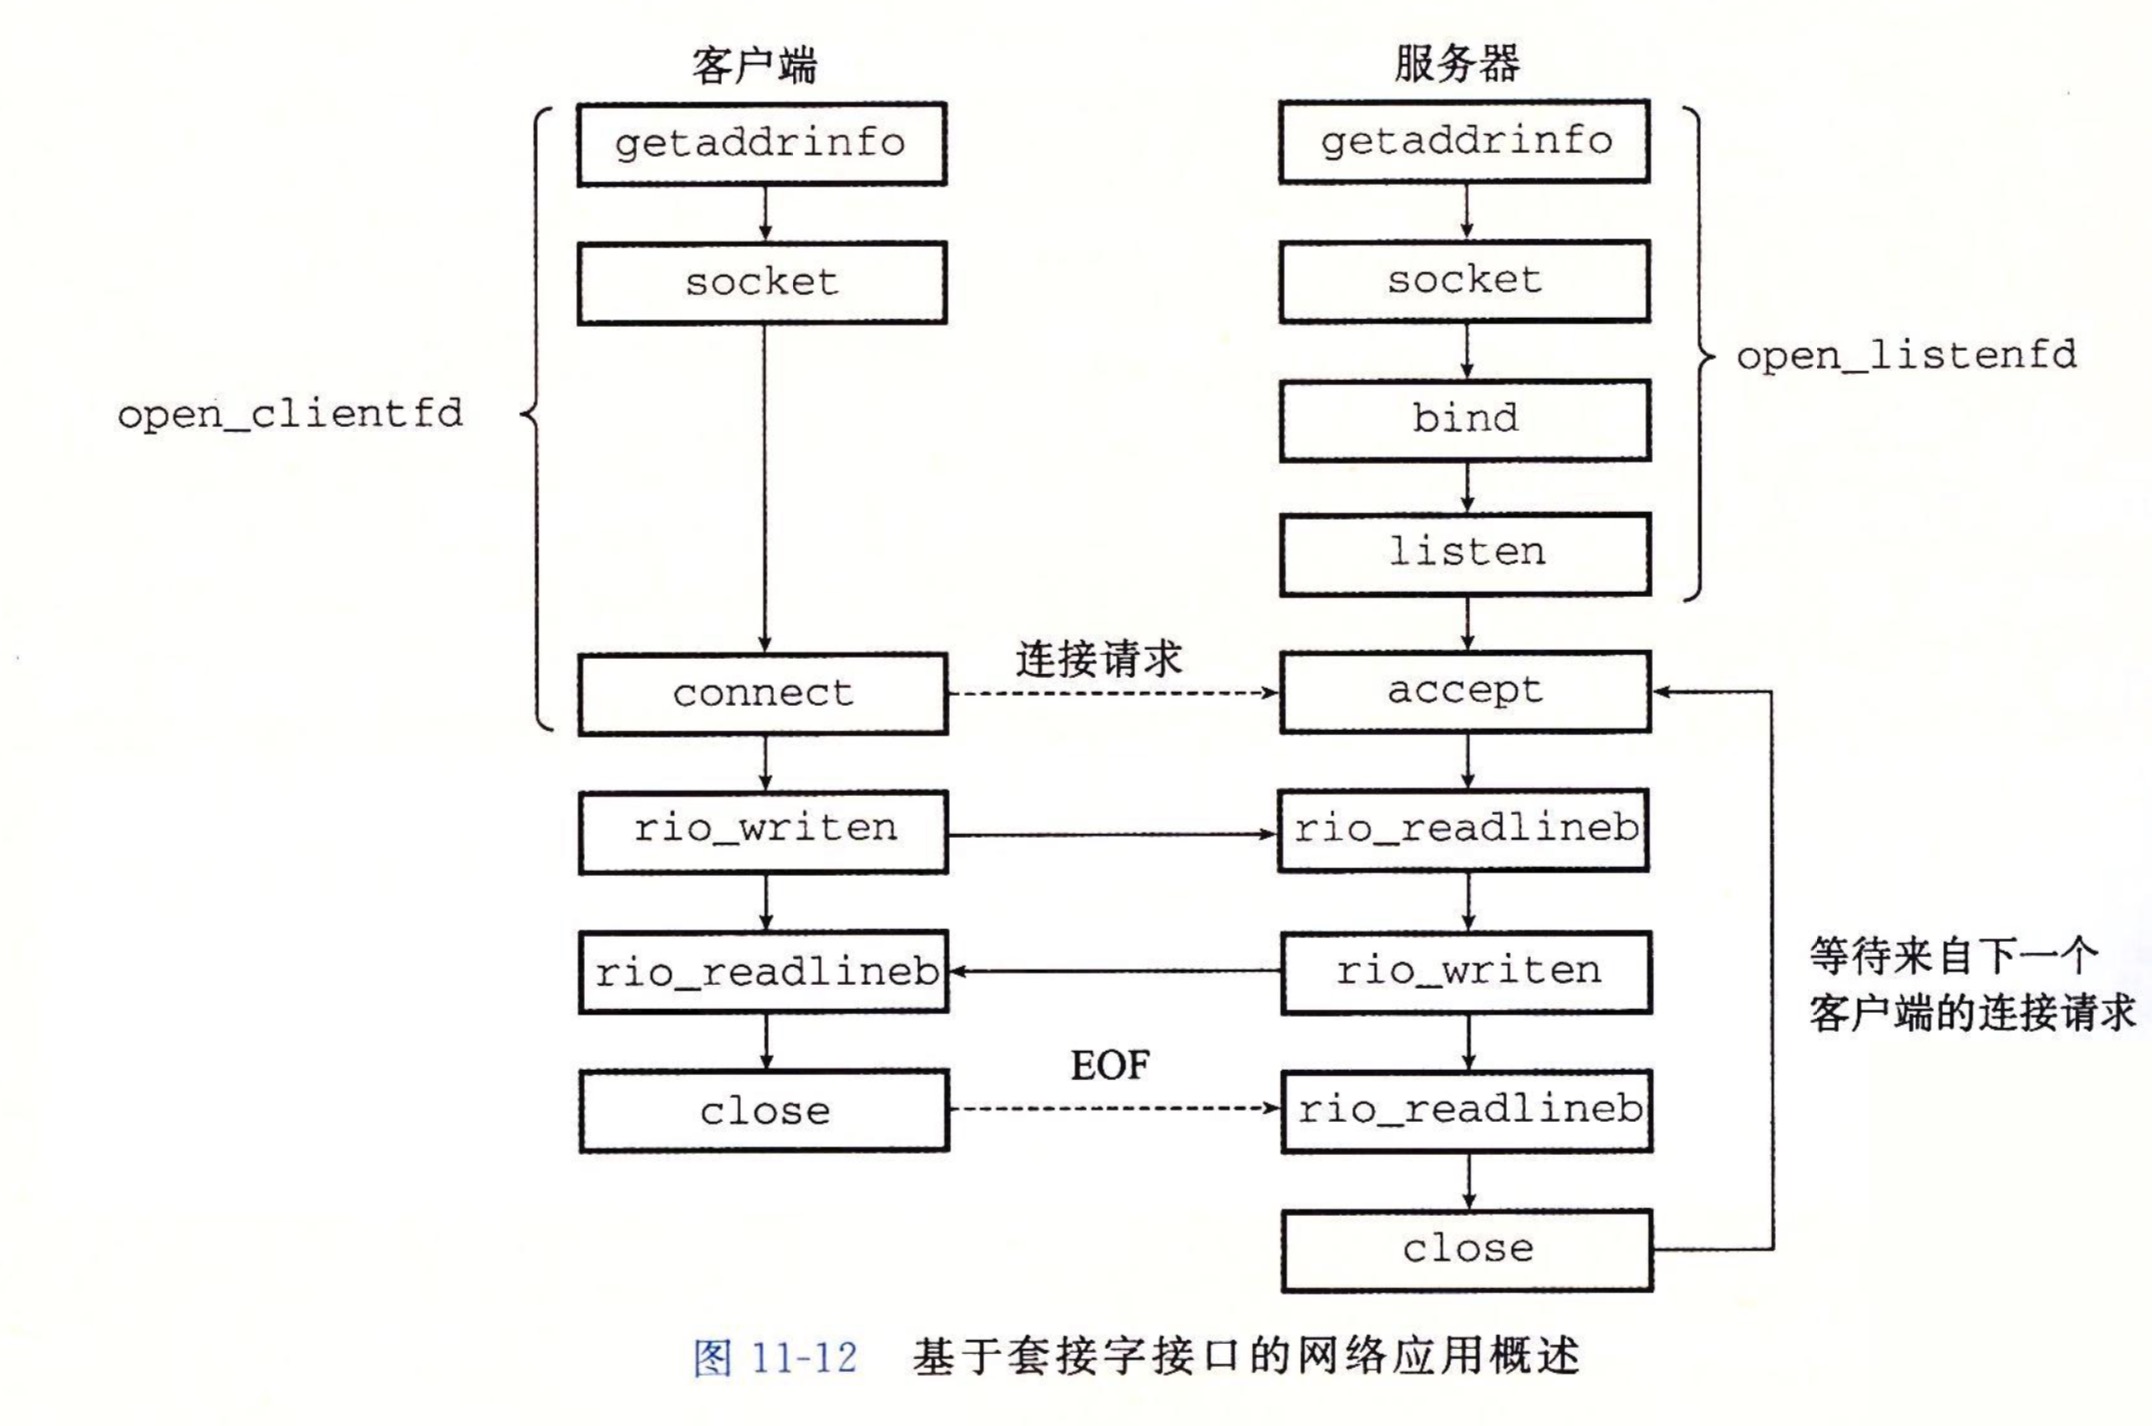 客户端
服务器
getaddrinfo
getaddrinfo
socket
socket
open_listenfd
open_clientfd
bind
listen
连接请求
connect
accept
rio_writen
rio_readlineb
rio_readlineb
rio_writen
等待来自下一个
客户端的连接请求
EOF
close
rio_readlineb
close
图 11-12 基于套接字接口的网络应用概述